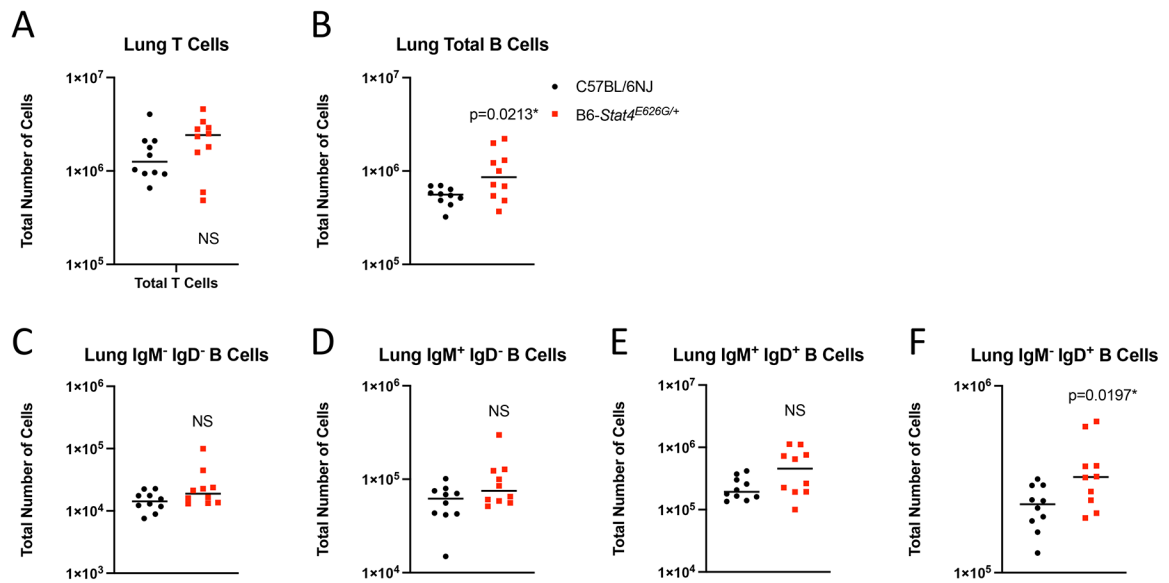 A
Lung T Cells
Total Number of Cells
1×10⁷
1×10⁶
1×10⁵
NS
Total T Cells
B
Lung Total B Cells
Total Number of Cells
1×10⁷
1×10⁶
1×10⁵
p=0.0213*
C57BL/6NJ
B6-Stat4ᴱ⁶²⁶ᴳ/⁺
C
Lung IgM⁻ IgD⁻ B Cells
Total Number of Cells
1×10⁶
1×10⁵
1×10⁴
1×10³
NS
D
Lung IgM⁺ IgD⁻ B Cells
Total Number of Cells
1×10⁶
1×10⁵
1×10⁴
NS
E
Lung IgM⁺ IgD⁺ B Cells
Total Number of Cells
1×10⁷
1×10⁶
1×10⁵
1×10⁴
NS
F
Lung IgM⁻ IgD⁺ B Cells
Total Number of Cells
1×10⁶
1×10⁵
p=0.0197*